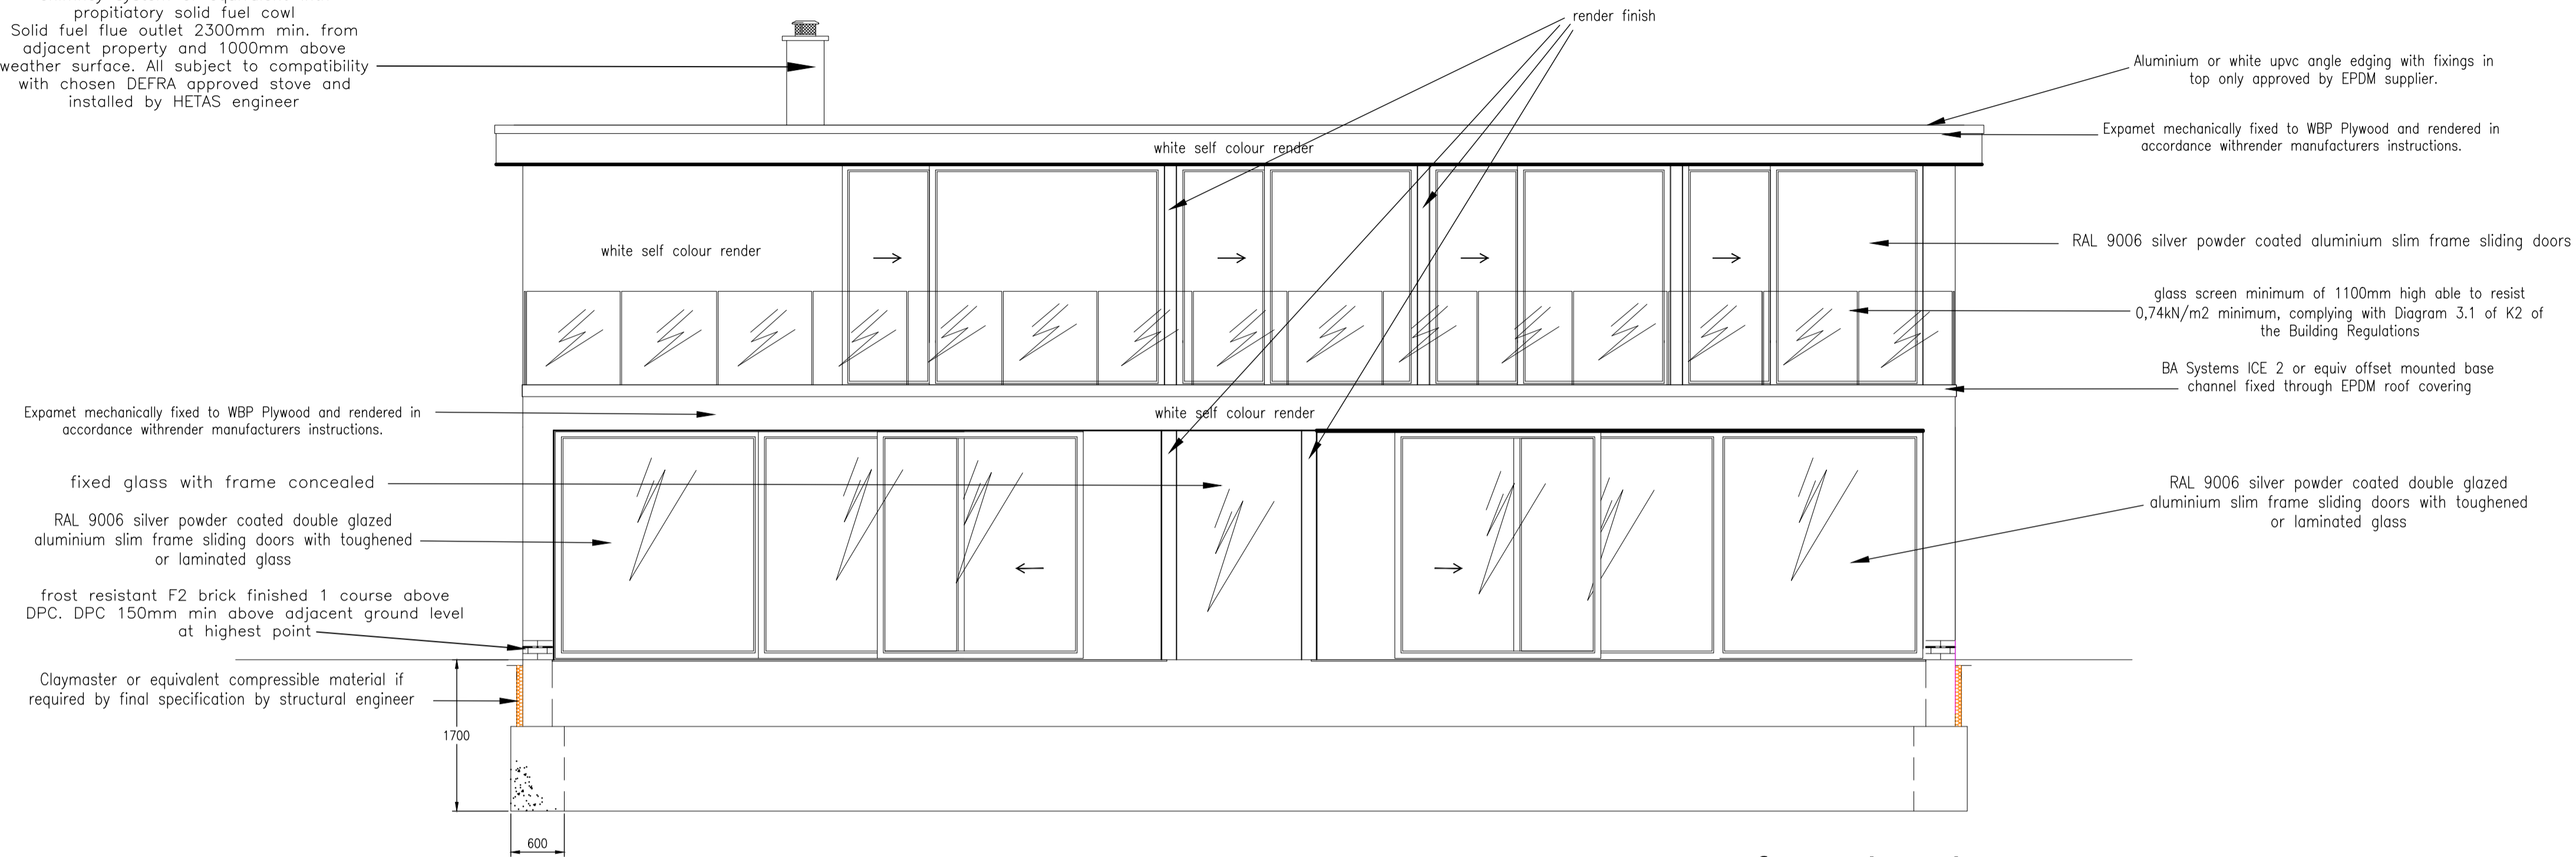 propitiatory solid fuel cowl
Solid fuel flue outlet 2300mm min. from
adjacent property and 1000mm above
weather surface. All subject to compatibility
with chosen DEFRA approved stove and
installed by HETAS engineer
render finish
Aluminium or white upvc angle edging with fixings in
top only approved by EPDM supplier.
Expamet mechanically fixed to WBP Plywood and rendered in
accordance withrender manufacturers instructions.
white self colour render
white self colour render
RAL 9006 silver powder coated aluminium slim frame sliding doors
glass screen minimum of 1100mm high able to resist
0,74kN/m2 minimum, complying with Diagram 3.1 of K2 of
the Building Regulations
BA Systems ICE 2 or equiv offset mounted base
channel fixed through EPDM roof covering
Expamet mechanically fixed to WBP Plywood and rendered in
accordance withrender manufacturers instructions.
white self colour render
fixed glass with frame concealed
RAL 9006 silver powder coated double glazed
aluminium slim frame sliding doors with toughened
or laminated glass
RAL 9006 silver powder coated double glazed
aluminium slim frame sliding doors with toughened
or laminated glass
frost resistant F2 brick finished 1 course above
DPC. DPC 150mm min above adjacent ground level
at highest point
Claymaster or equivalent compressible material if
required by final specification by structural engineer
1700
600